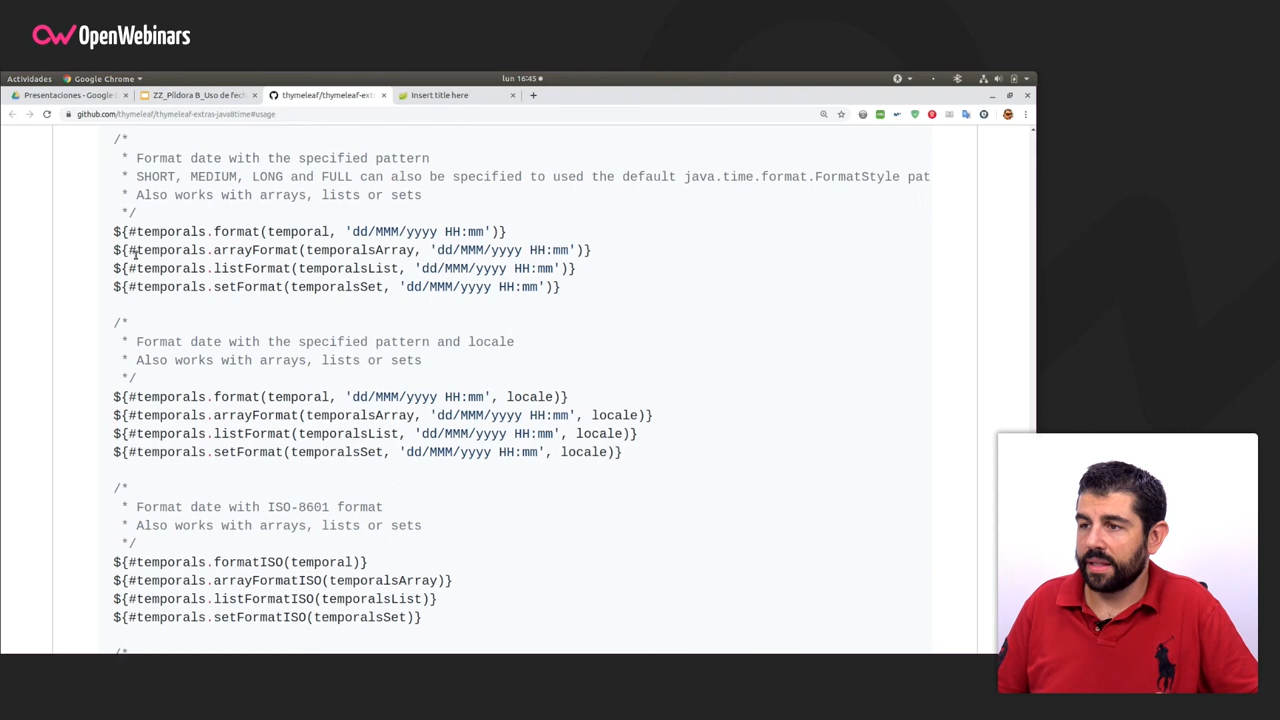 OpenWebinars
Actividades Google Chrome lun 16:45
Presentaciones - Google D ZZ_Píldora B_Uso de fech thymeleaf/thymeleaf-extras Insert title here
github.com/thymeleaf/thymeleaf-extras-java8time#usage
/*
* Format date with the specified pattern
* SHORT, MEDIUM, LONG and FULL can also be specified to used the default java.time.format.FormatStyle pat
* Also works with arrays, lists or sets
*/
${#temporals.format(temporal, 'dd/MMM/yyyy HH:mm')}
${#temporals.arrayFormat(temporalsArray, 'dd/MMM/yyyy HH:mm')}
${#temporals.listFormat(temporalsList, 'dd/MMM/yyyy HH:mm')}
${#temporals.setFormat(temporalsSet, 'dd/MMM/yyyy HH:mm')}
/*
* Format date with the specified pattern and locale
* Also works with arrays, lists or sets
*/
${#temporals.format(temporal, 'dd/MMM/yyyy HH:mm', locale)}
${#temporals.arrayFormat(temporalsArray, 'dd/MMM/yyyy HH:mm', locale)}
${#temporals.listFormat(temporalsList, 'dd/MMM/yyyy HH:mm', locale)}
${#temporals.setFormat(temporalsSet, 'dd/MMM/yyyy HH:mm', locale)}
/*
* Format date with ISO-8601 format
* Also works with arrays, lists or sets
*/
${#temporals.formatISO(temporal)}
${#temporals.arrayFormatISO(temporalsArray)}
${#temporals.listFormatISO(temporalsList)}
${#temporals.setFormatISO(temporalsSet)}
/*